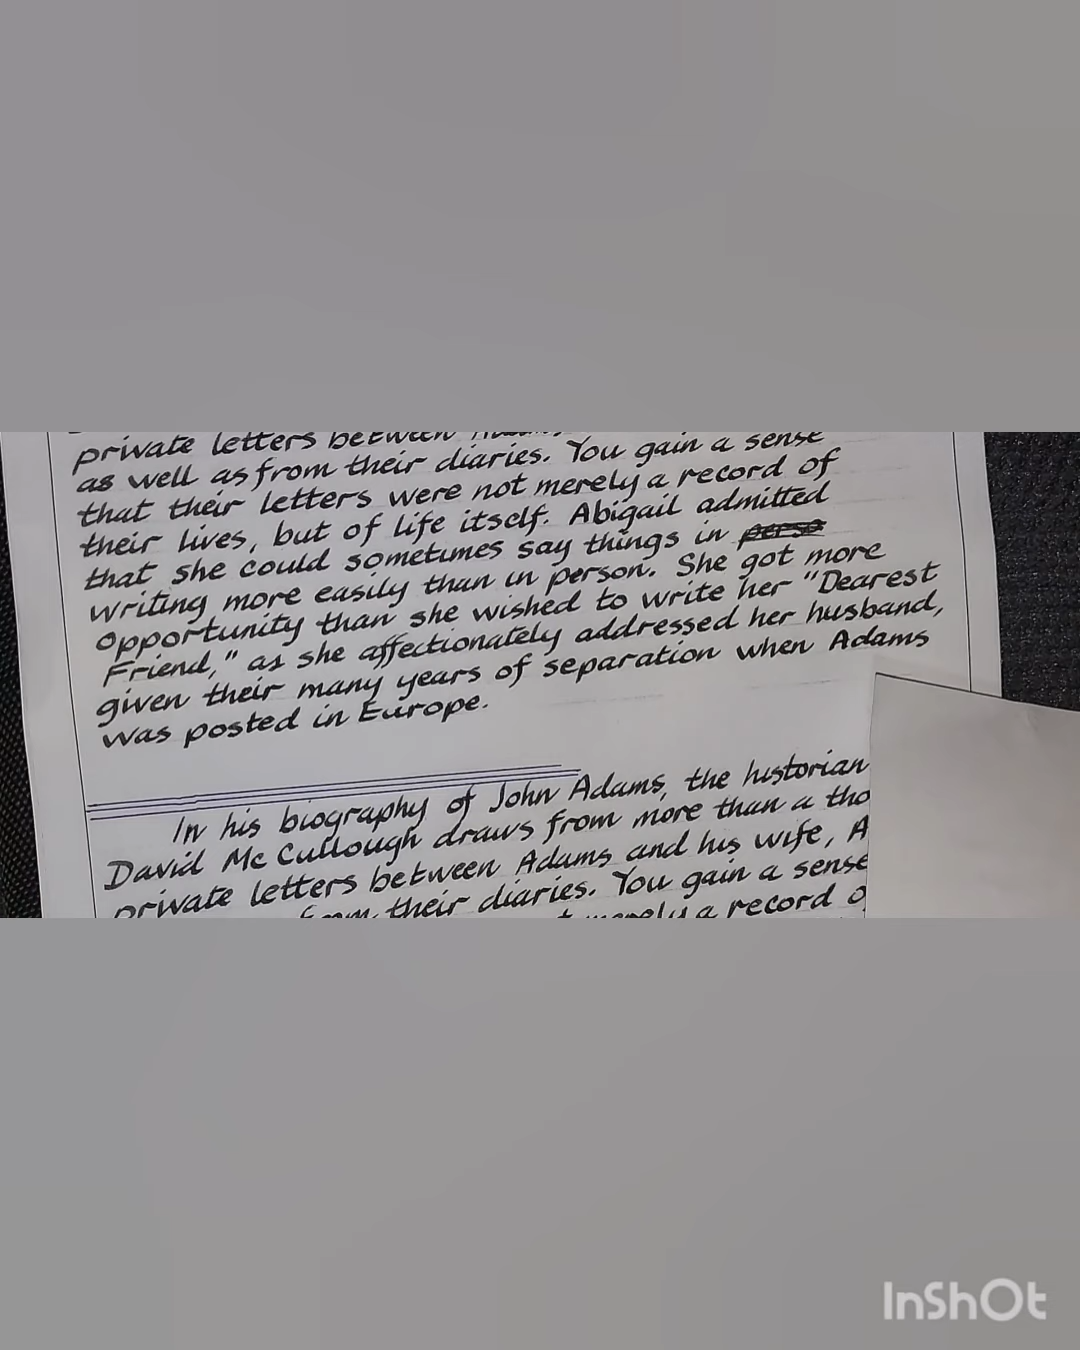 private letters between
as well as from their diaries. You gain a sense
that their letters were not merely a record of
their lives, but of life itself. Abigail admitted
that she could sometimes say things in perso
writing more easily than in person. She got more
opportunity than she wished to write her "Dearest
Friend," as she affectionately addressed her husband,
given their many years of separation when Adams
was posted in Europe.
In his biography of John Adams, the historian
David McCullough draws from more than a tho
private letters between Adams and his wife, A
from their diaries. You gain a sense
merely a record o
InShOt